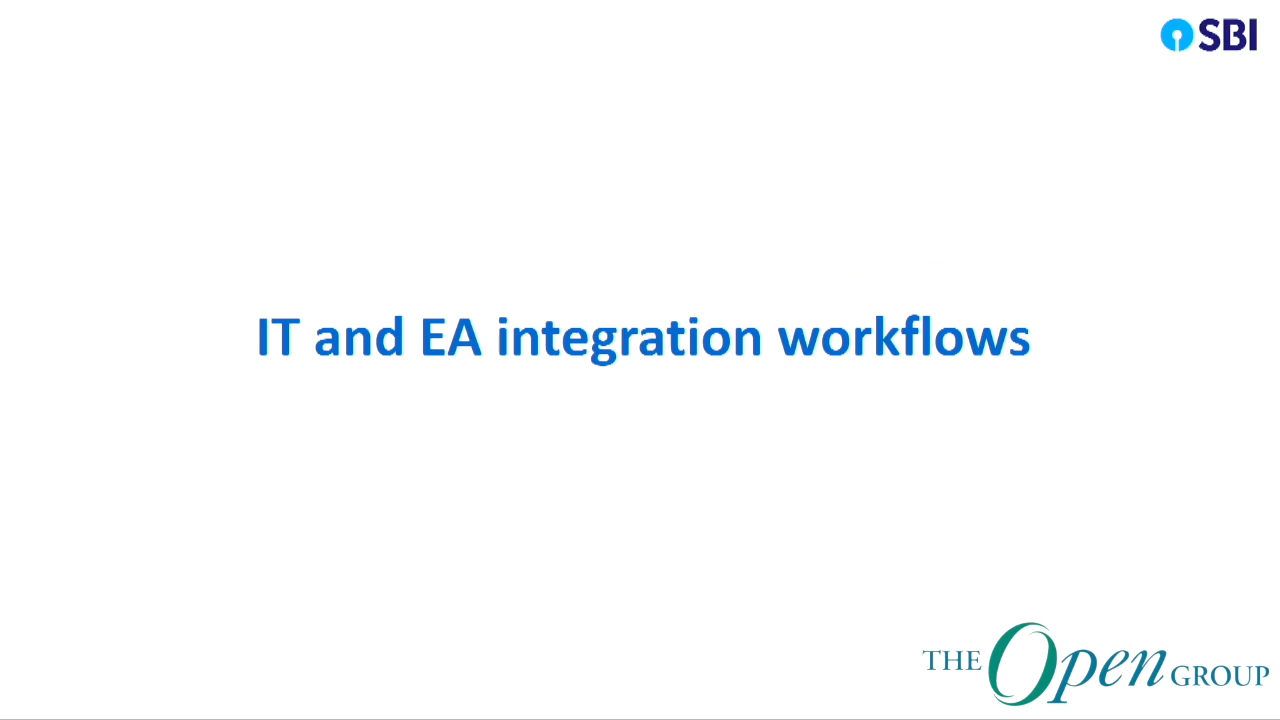 SBI
IT and EA integration workflows
THE Open GROUP